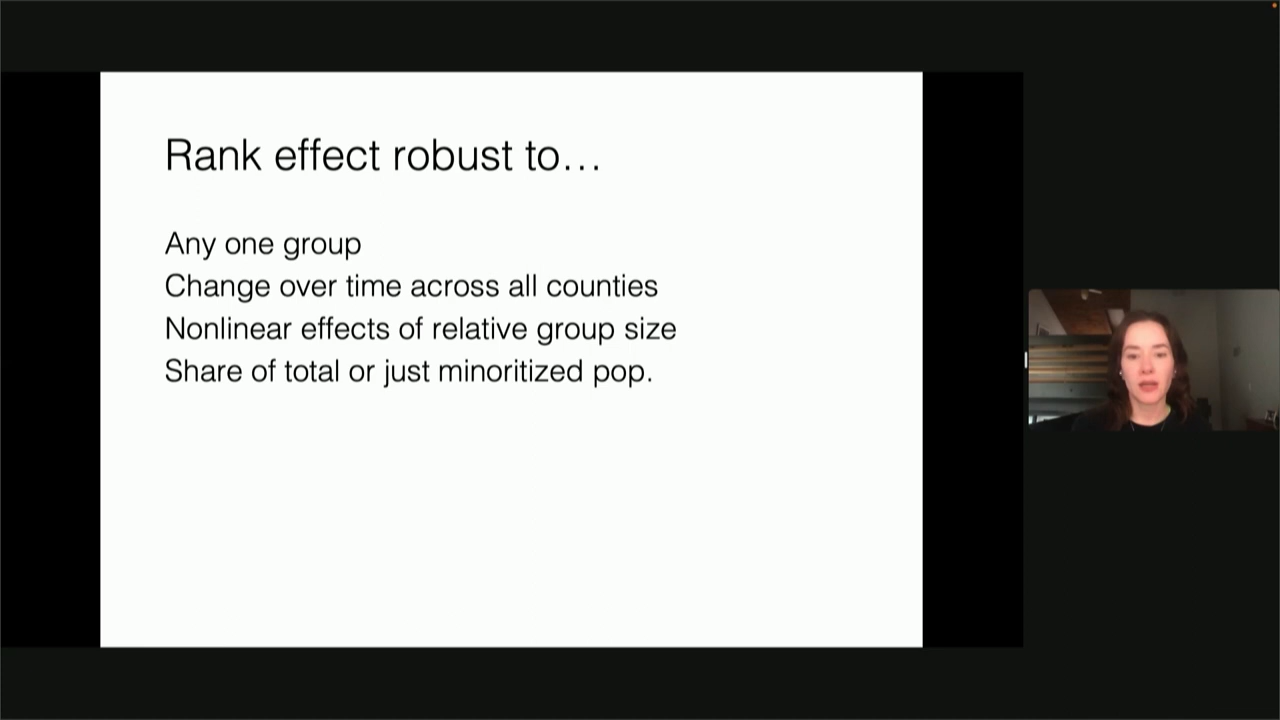 Rank effect robust to…
Any one group
Change over time across all counties
Nonlinear effects of relative group size
Share of total or just minoritized pop.